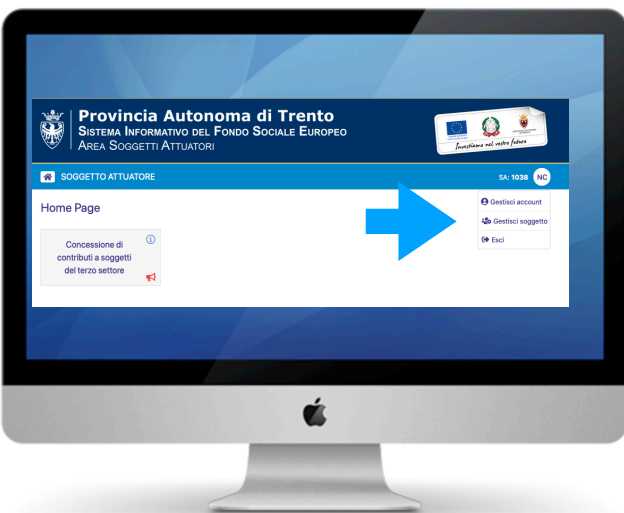 Provincia Autonoma di Trento
SISTEMA INFORMATIVO DEL FONDO SOCIALE EUROPEO
AREA SOGGETTI ATTUATORI
Investiamo nel vostro futuro
SOGGETTO ATTUATORE
SA: 1038 NC
Home Page
Gestisci account
Gestisci soggetto
Esci
Concessione di
contributi a soggetti
del terzo settore